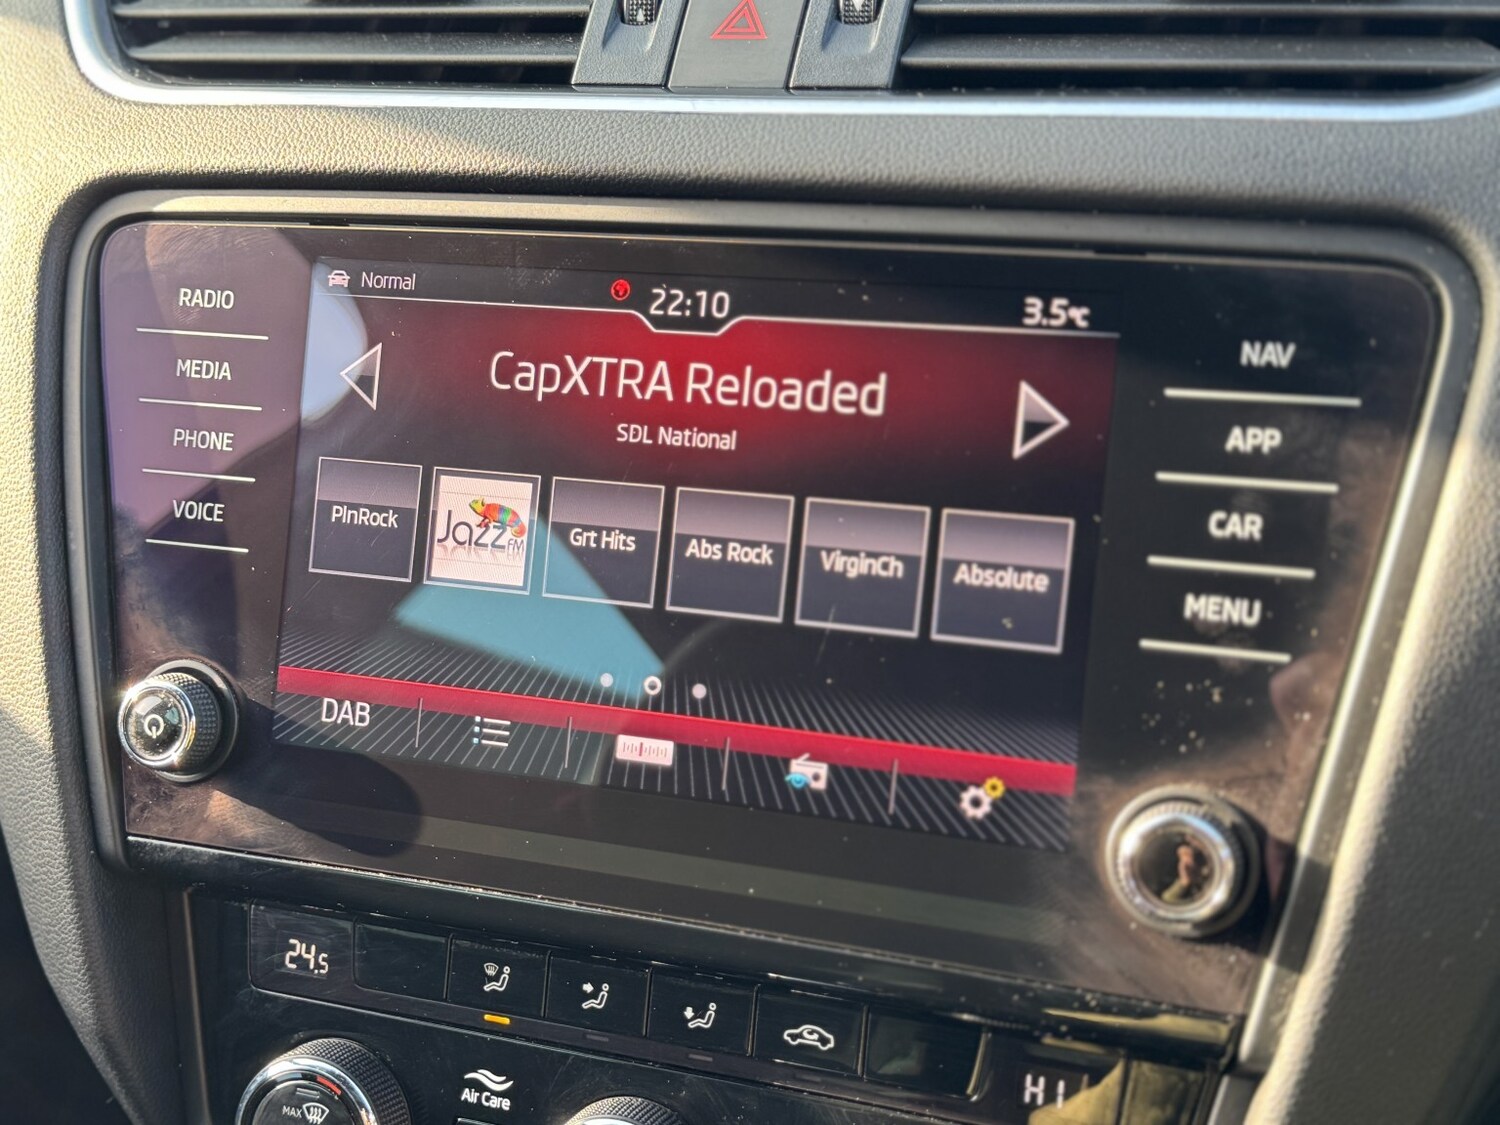 RADIO
MEDIA
PHONE
VOICE
Normal
22:10
3.5°C
CapXTRA Reloaded
SDL National
PlnRock
Jazz FM
Grt Hits
Abs Rock
VirginCh
Absolute
DAB
NAV
APP
CAR
MENU
24.5
HI
MAX
Air Care